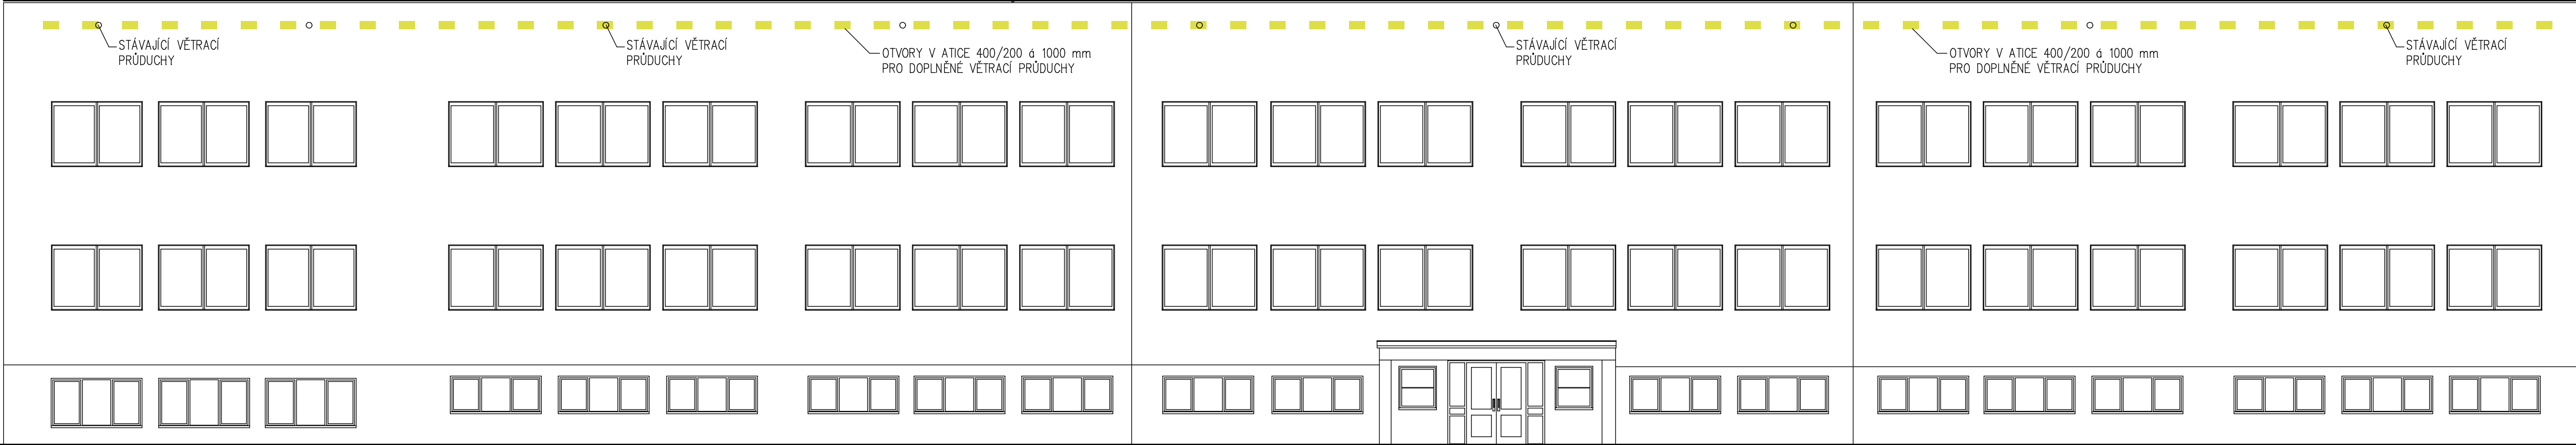 STÁVAJÍCÍ VĚTRACÍ
PRŮDUCHY
STÁVAJÍCÍ VĚTRACÍ
PRŮDUCHY
OTVORY V ATICE 400/200 á 1000 mm
PRO DOPLNĚNÉ VĚTRACÍ PRŮDUCHY
STÁVAJÍCÍ VĚTRACÍ
PRŮDUCHY
OTVORY V ATICE 400/200 á 1000 mm
PRO DOPLNĚNÉ VĚTRACÍ PRŮDUCHY
STÁVAJÍCÍ VĚTRACÍ
PRŮDUCHY